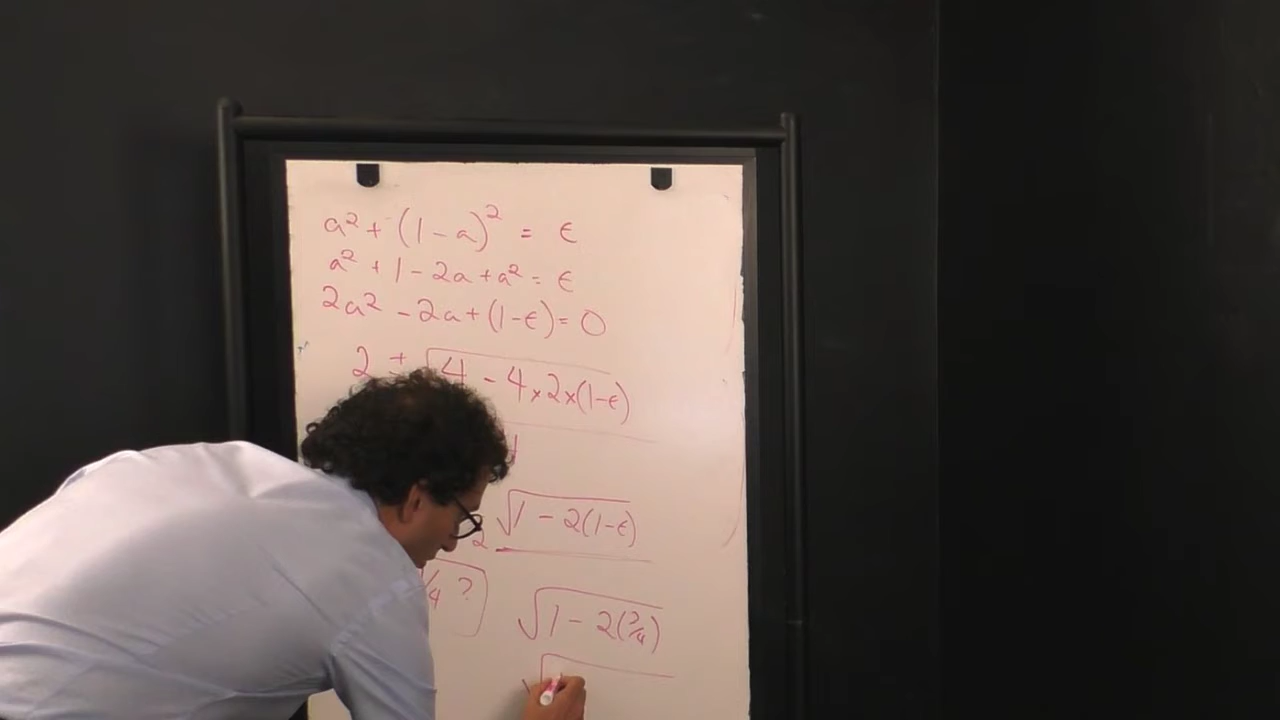 a² + (1 - a)² = ϵ
a² + 1 - 2a + a² = ϵ
2a² - 2a + (1-ϵ) = 0
2 ± √4 - 4×2×(1-ϵ)
2 √1 - 2(1-ϵ)
/4 ?
√1 - 2(3/4)